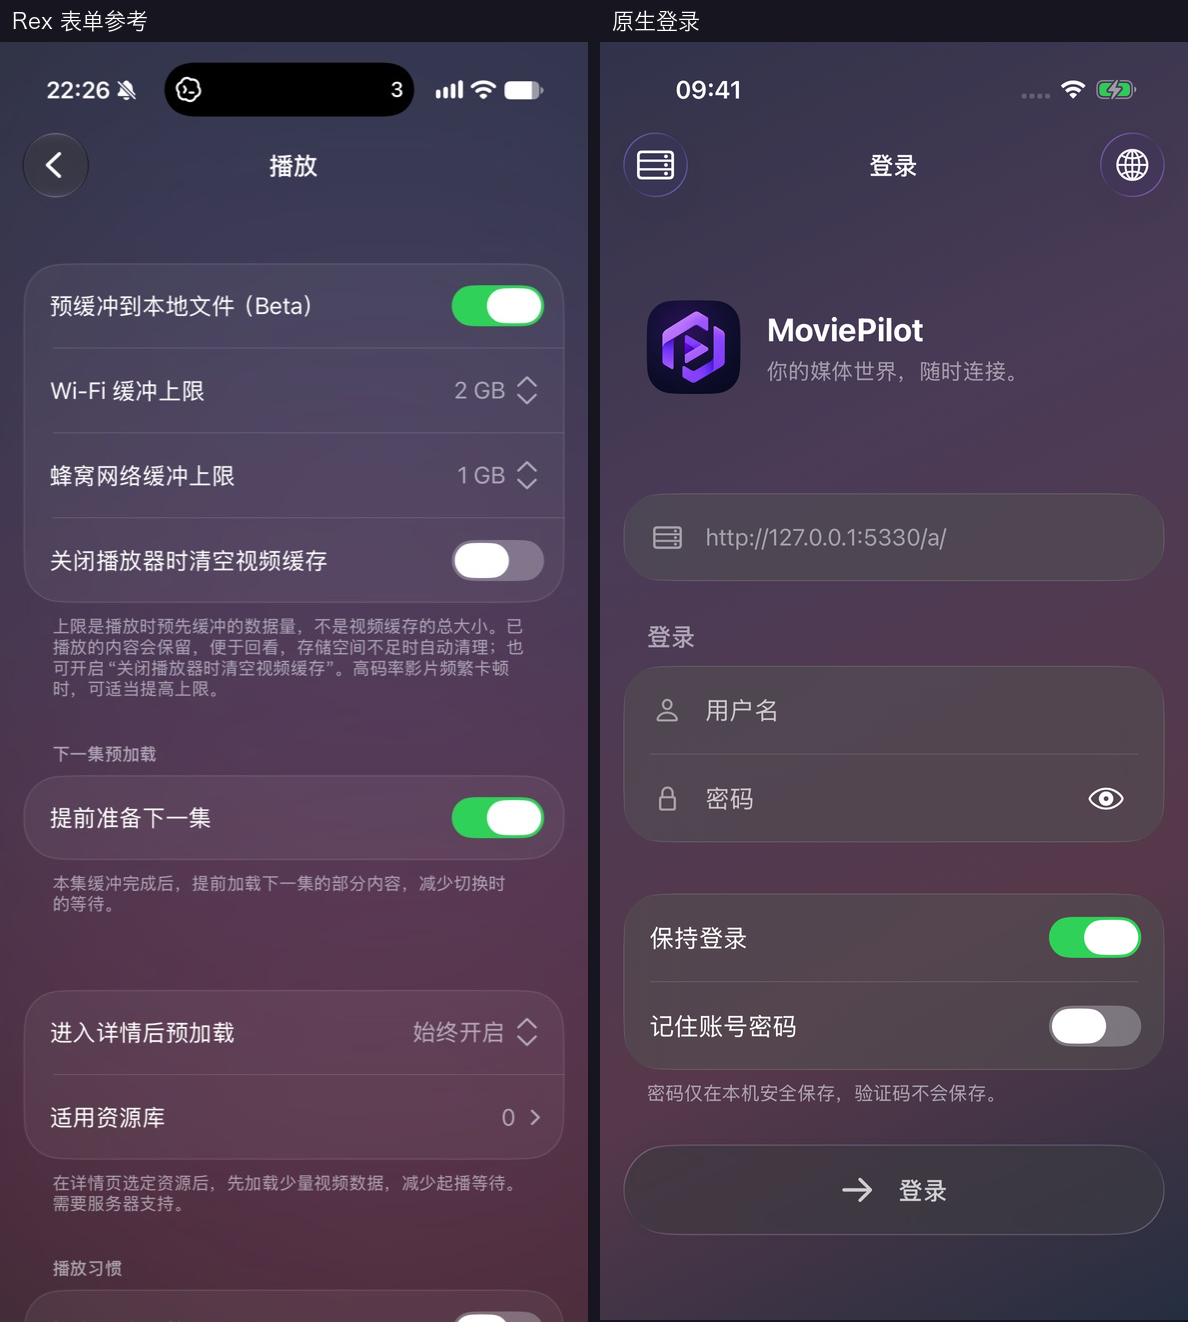 Rex 表单参考
22:26
3
播放
预缓冲到本地文件（Beta）
Wi-Fi 缓冲上限
2 GB
蜂窝网络缓冲上限
1 GB
关闭播放器时清空视频缓存
上限是播放时预先缓冲的数据量，不是视频缓存的总大小。已
播放的内容会保留，便于回看，存储空间不足时自动清理；也
可开启“关闭播放器时清空视频缓存”。高码率影片频繁卡顿
时，可适当提高上限。
下一集预加载
提前准备下一集
本集缓冲完成后，提前加载下一集的部分内容，减少切换时
的等待。
进入详情后预加载
始终开启
适用资源库
0
在详情页选定资源后，先加载少量视频数据，减少起播等待。
需要服务器支持。
播放习惯
原生登录
09:41
登录
MoviePilot
你的媒体世界，随时连接。
http://127.0.0.1:5330/a/
登录
用户名
密码
保持登录
记住账号密码
密码仅在本机安全保存，验证码不会保存。
登录